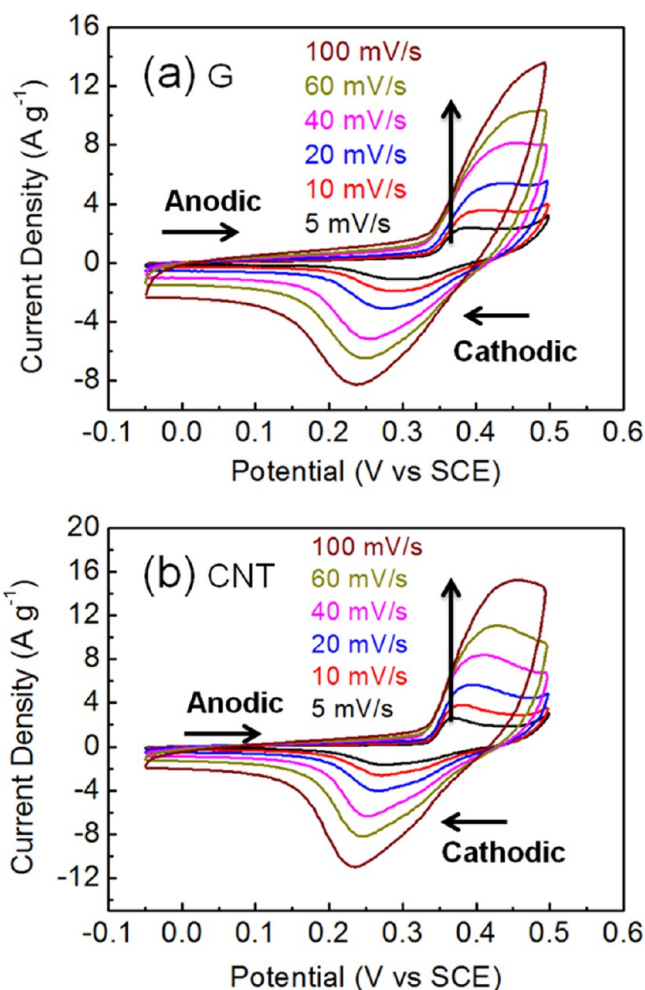 (a) G
100 mV/s
60 mV/s
40 mV/s
20 mV/s
10 mV/s
5 mV/s
Anodic
Cathodic
16
12
8
4
0
-4
-8
Current Density (A g⁻¹)
-0.1 0.0 0.1 0.2 0.3 0.4 0.5 0.6
Potential (V vs SCE)
(b) CNT
100 mV/s
60 mV/s
40 mV/s
20 mV/s
10 mV/s
5 mV/s
Anodic
Cathodic
20
16
12
8
4
0
-4
-8
-12
Current Density (A g⁻¹)
-0.1 0.0 0.1 0.2 0.3 0.4 0.5 0.6
Potential (V vs SCE)